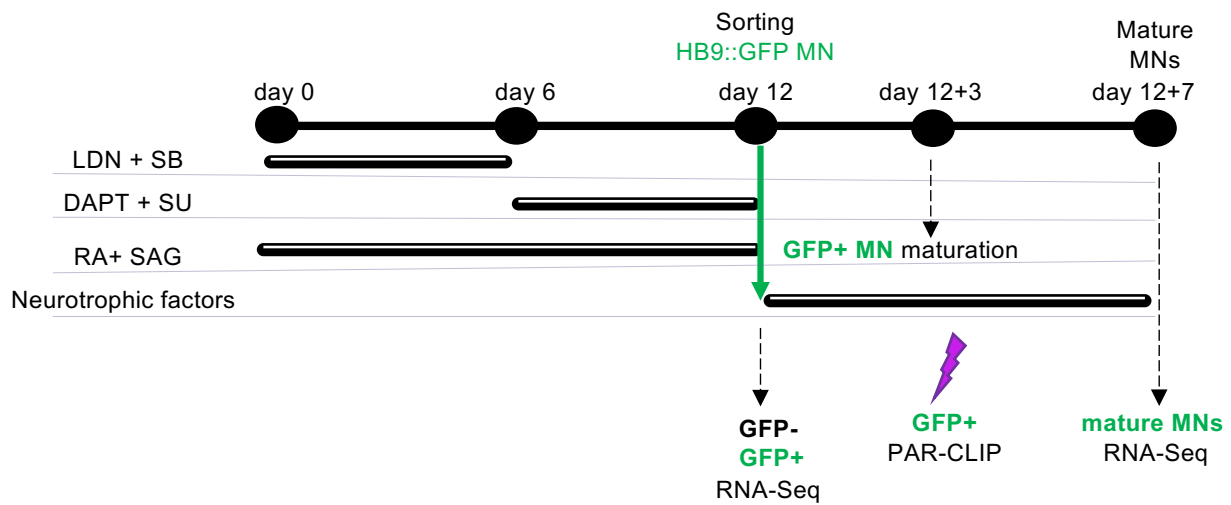 Sorting
HB9::GFP MN
Mature
MNs
day 0
day 6
day 12
day 12+3
day 12+7
LDN + SB
DAPT + SU
RA+ SAG
GFP+ MN maturation
Neurotrophic factors
GFP-
GFP+
RNA-Seq
GFP+
PAR-CLIP
mature MNs
RNA-Seq